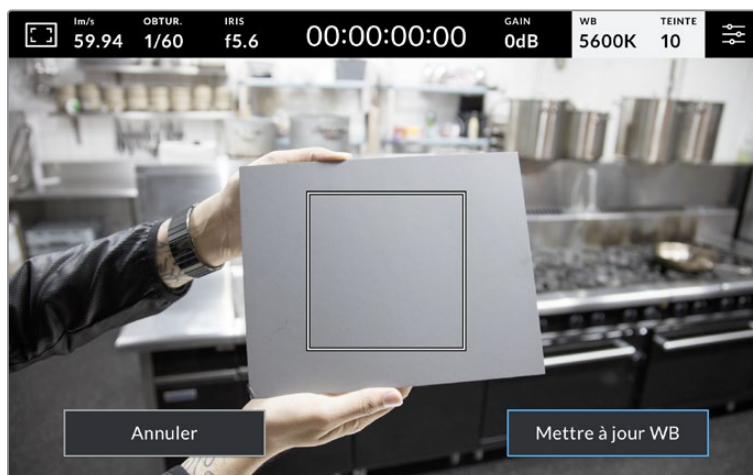 Im/s OBTUR. IRIS GAIN WB TEINTE
59.94 1/60 f5.6 00:00:00:00 0dB 5600K 10
Annuler Mettre à jour WB